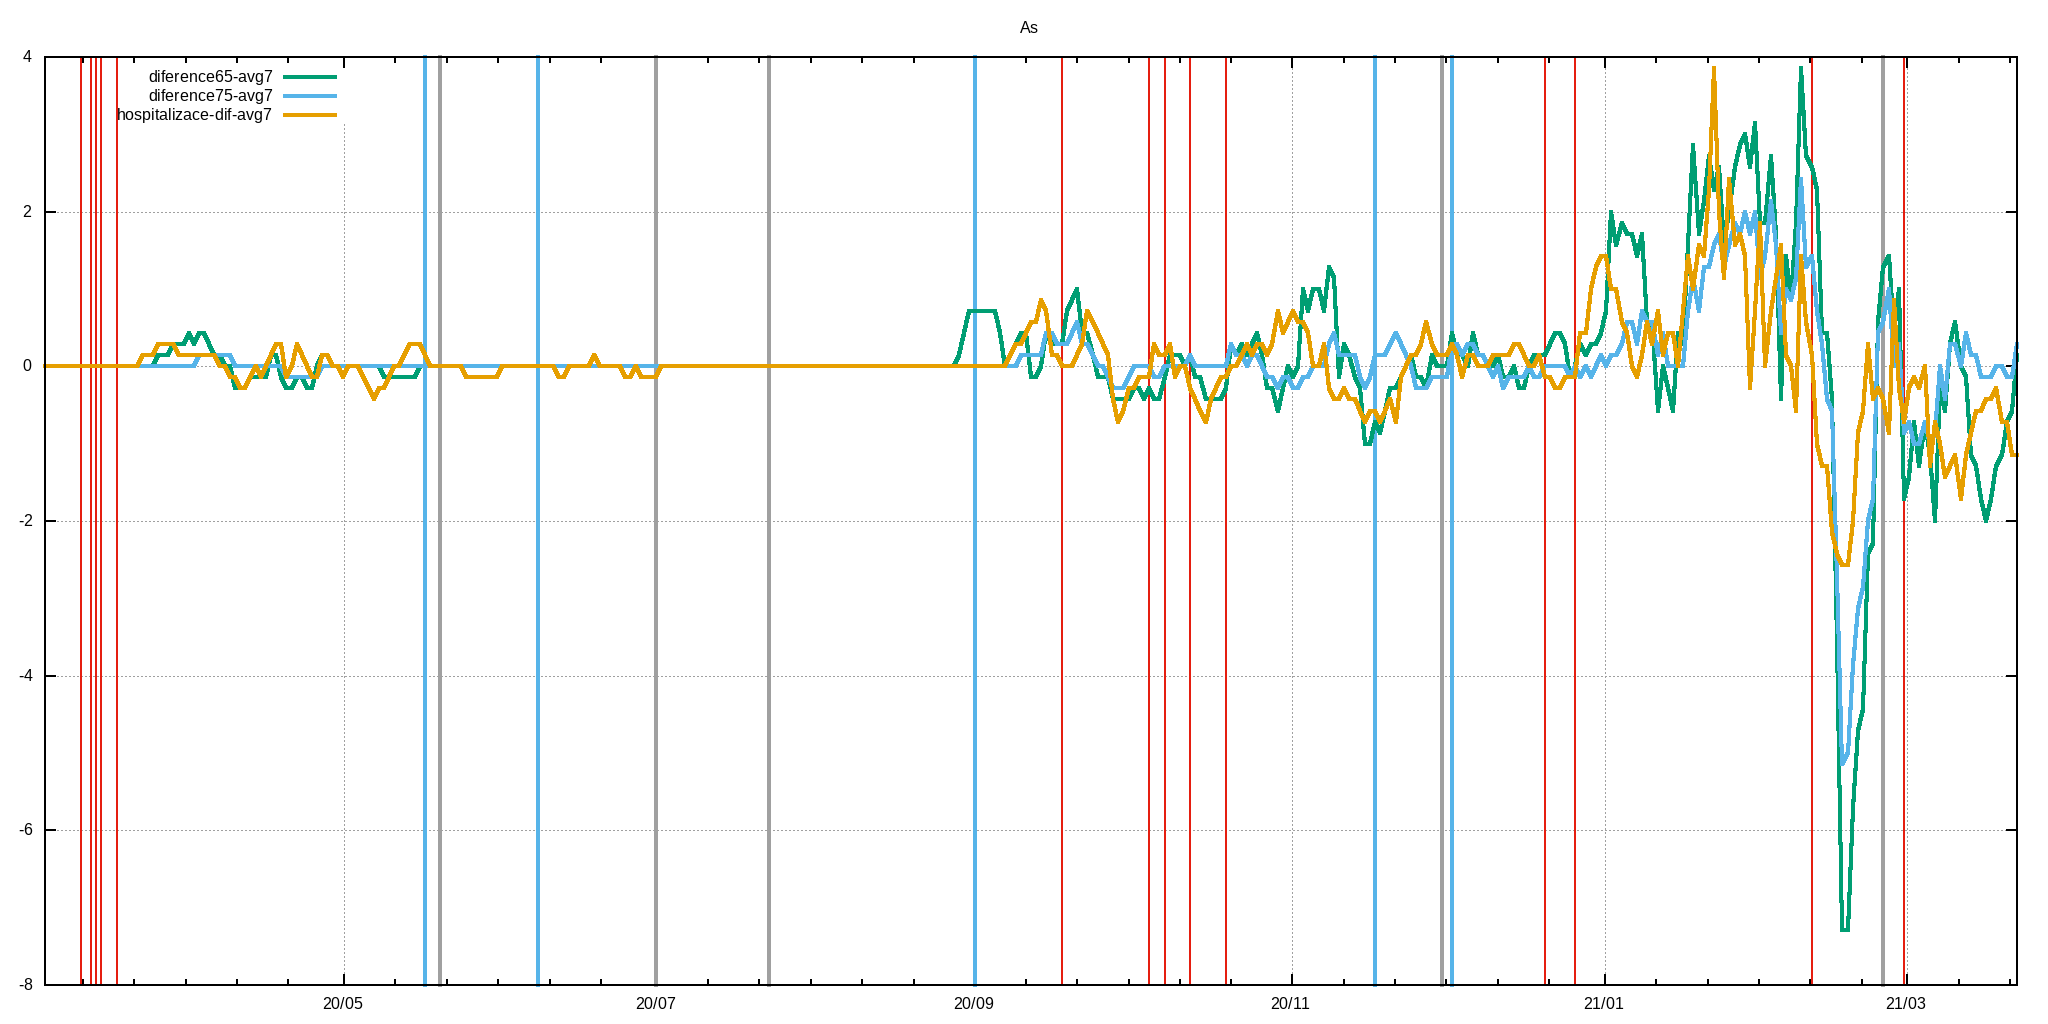 As
4
diference65-avg7
diference75-avg7
hospitalizace-dif-avg7
2
0
-2
-4
-6
-8
20/05 20/07 20/09 20/11 21/01 21/03